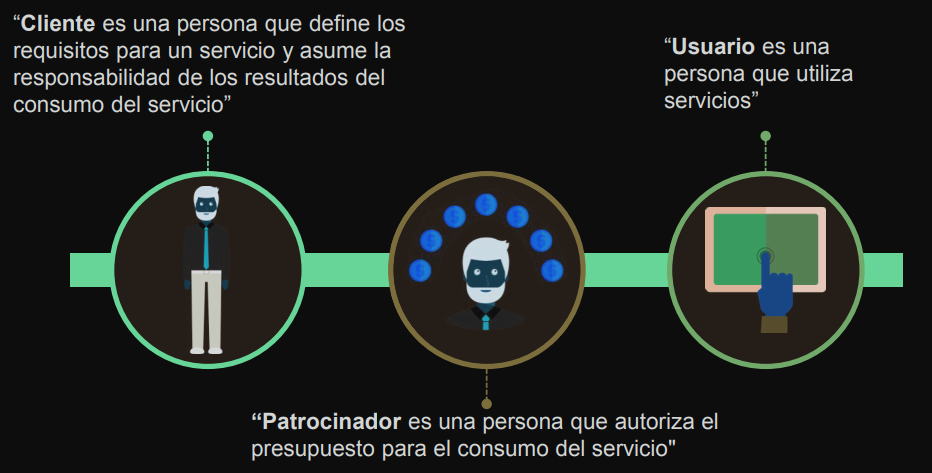 “Cliente es una persona que define los
requisitos para un servicio y asume la
responsabilidad de los resultados del
consumo del servicio”
“Usuario es una
persona que utiliza
servicios”
$
$
$
$
$
$
$
“Patrocinador es una persona que autoriza el
presupuesto para el consumo del servicio"